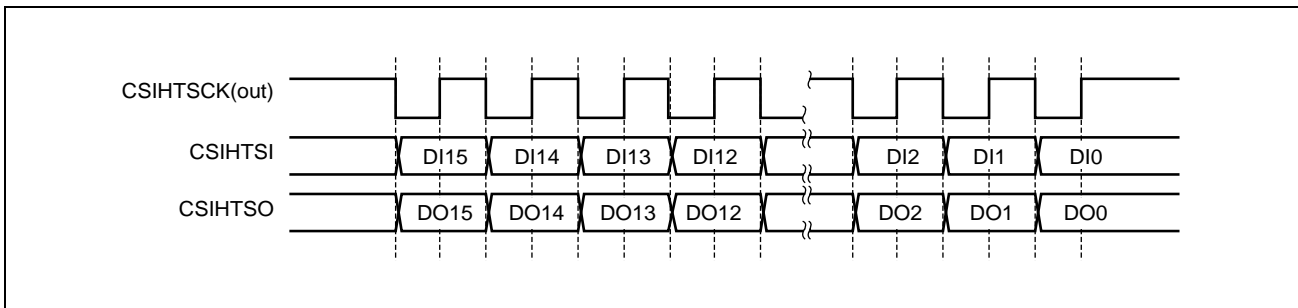 CSIHTSCK(out)
CSIHTSI DI15 DI14 DI13 DI12 DI2 DI1 DI0
CSIHTSO DO15 DO14 DO13 DO12 DO2 DO1 DO0